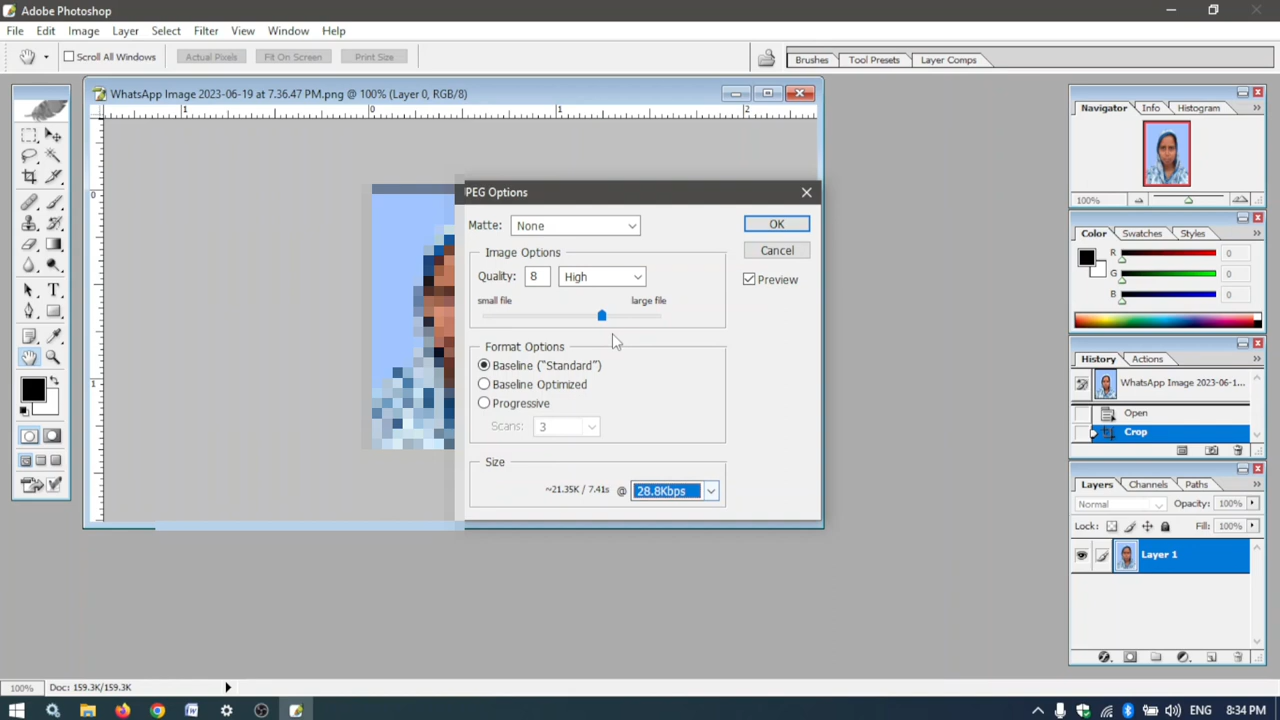 Adobe Photoshop
File Edit Image Layer Select Filter View Window Help
Scroll All Windows Actual Pixels Fit On Screen Print Size Brushes Tool Presets Layer Comps
WhatsApp Image 2023-06-19 at 7.36.47 PM.png @ 100% (Layer 0, RGB/8)
1 0 1 2
0
1
PEG Options
Matte: None OK
Image Options Cancel
Quality: 8 High Preview
small file large file
Format Options
Baseline ("Standard")
Baseline Optimized
Progressive
Scans: 3
Size
~21.35K / 7.41s @ 28.8Kbps
Navigator Info Histogram
100%
Color Swatches Styles
R 0
G 0
B 0
History Actions
WhatsApp Image 2023-06-1...
Open
Crop
Layers Channels Paths
Normal Opacity: 100%
Lock: Fill: 100%
Layer 1
100% Doc: 159.3K/159.3K
ENG 8:34 PM